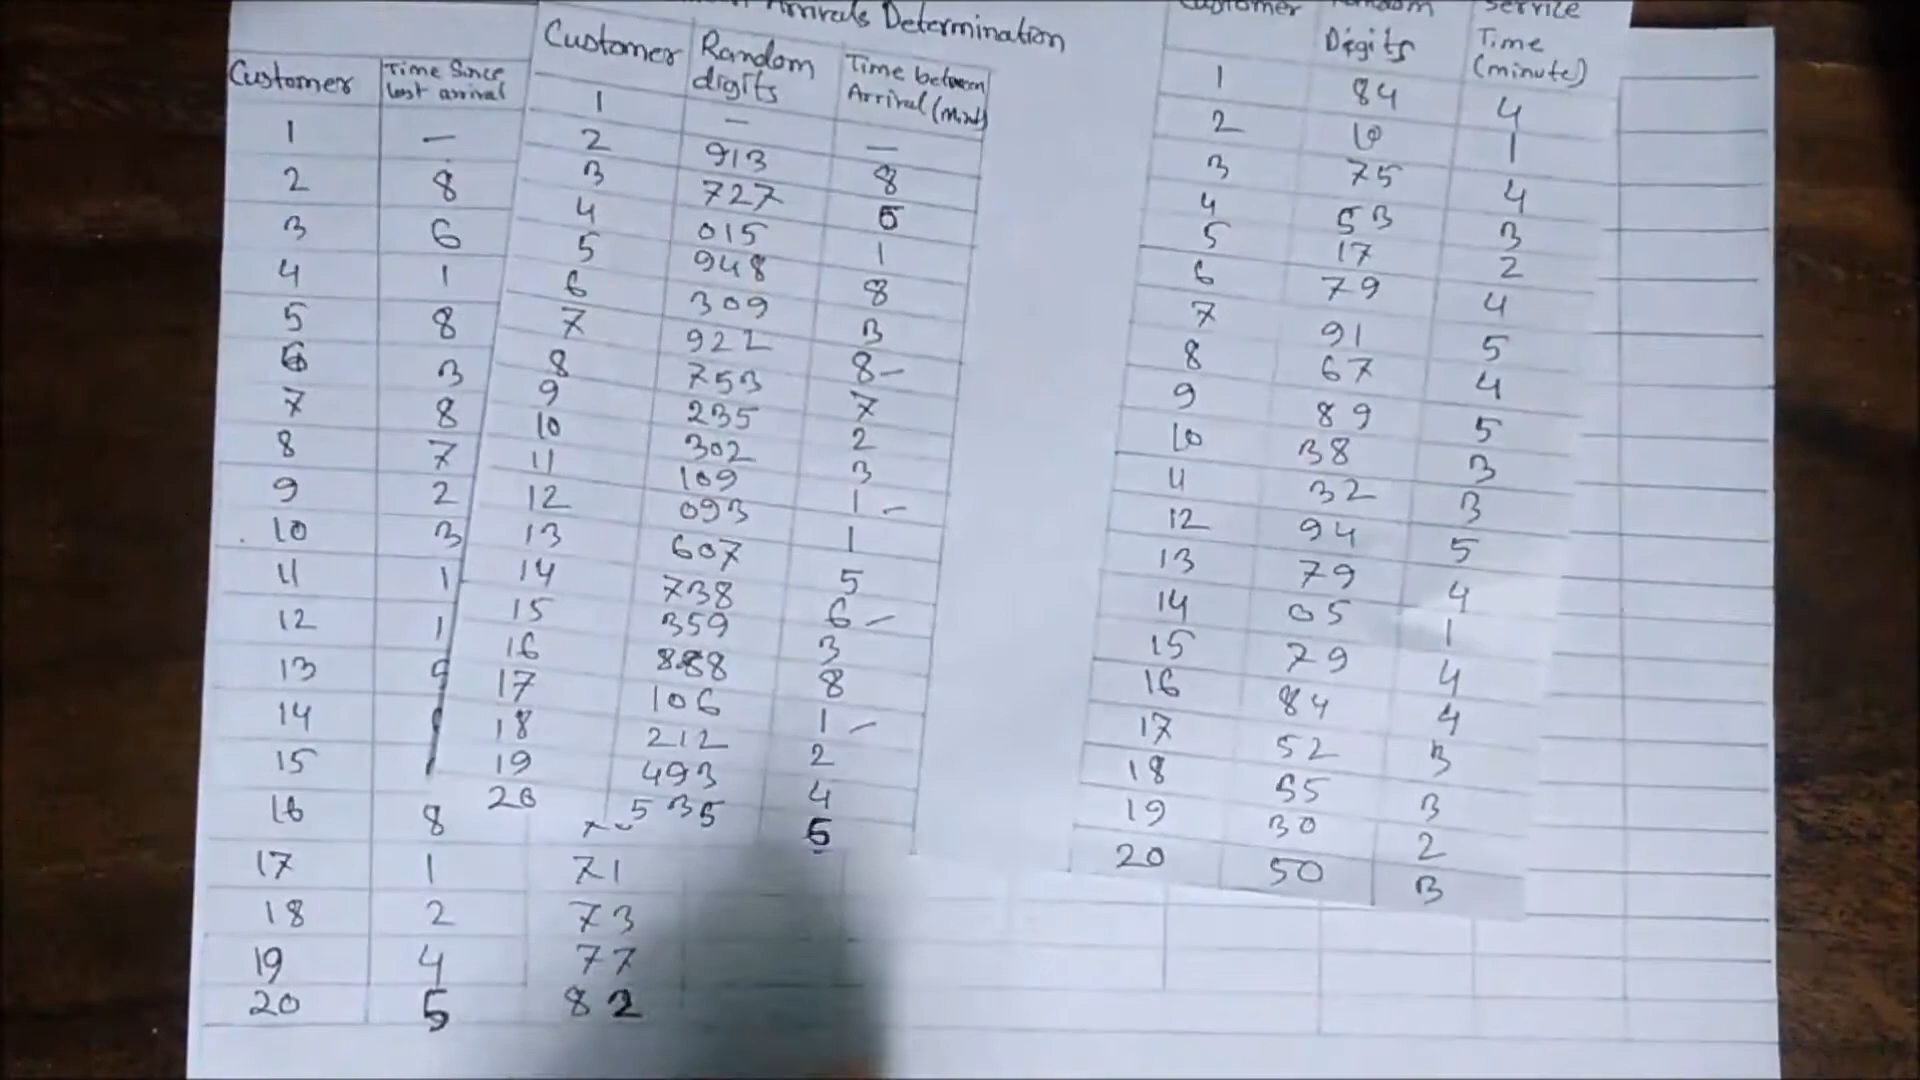 Arrivals Determination
Customer Time Since last arrival
1 —
2 8
3 6
4 1
5 8
6 3
7 8
8 7
9 2
10 3
11 1
12 1
13
14
15
16 8
17 1 71
18 2 73
19 4 77
20 5 82
Customer Random digits Time between Arrival (Mint)
1 — —
2 913 8
3 727 6
4 015 1
5 948 8
6 309 3
7 922 8 –
8 753 7
9 235 2
10 302 3
11 109 1 –
12 093 1
13 607 5
14 738 6 –
15 359 3
16 888 8
17 106 1 –
18 212 2
19 493 4
20 535 5
Customer Random Digits Service Time (minute)
1 84 4
2 10 1
3 75 4
4 53 3
5 17 2
6 79 4
7 91 5
8 67 4
9 89 5
10 38 3
11 32 3
12 94 5
13 79 4
14 05 1
15 79 4
16 84 4
17 52 3
18 55 3
19 30 2
20 50 3